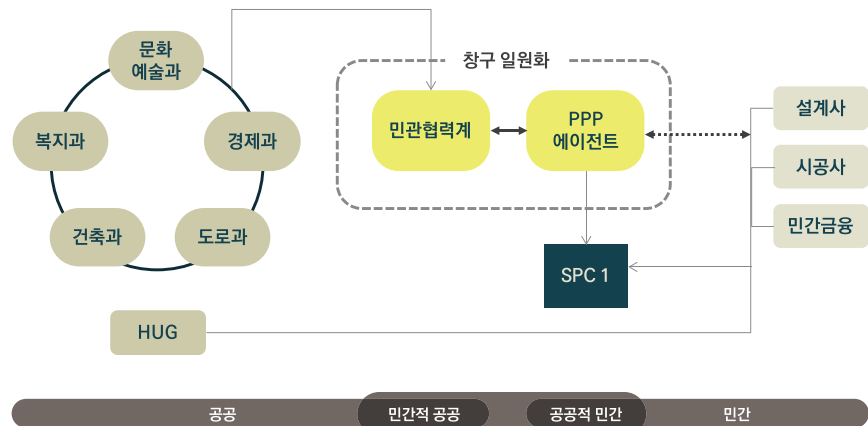 문화
예술과
복지과
경제과
건축과
도로과
HUG
창구 일원화
민관협력계
PPP
에이전트
SPC 1
설계사
시공사
민간금융
공공
민간적 공공
공공적 민간
민간